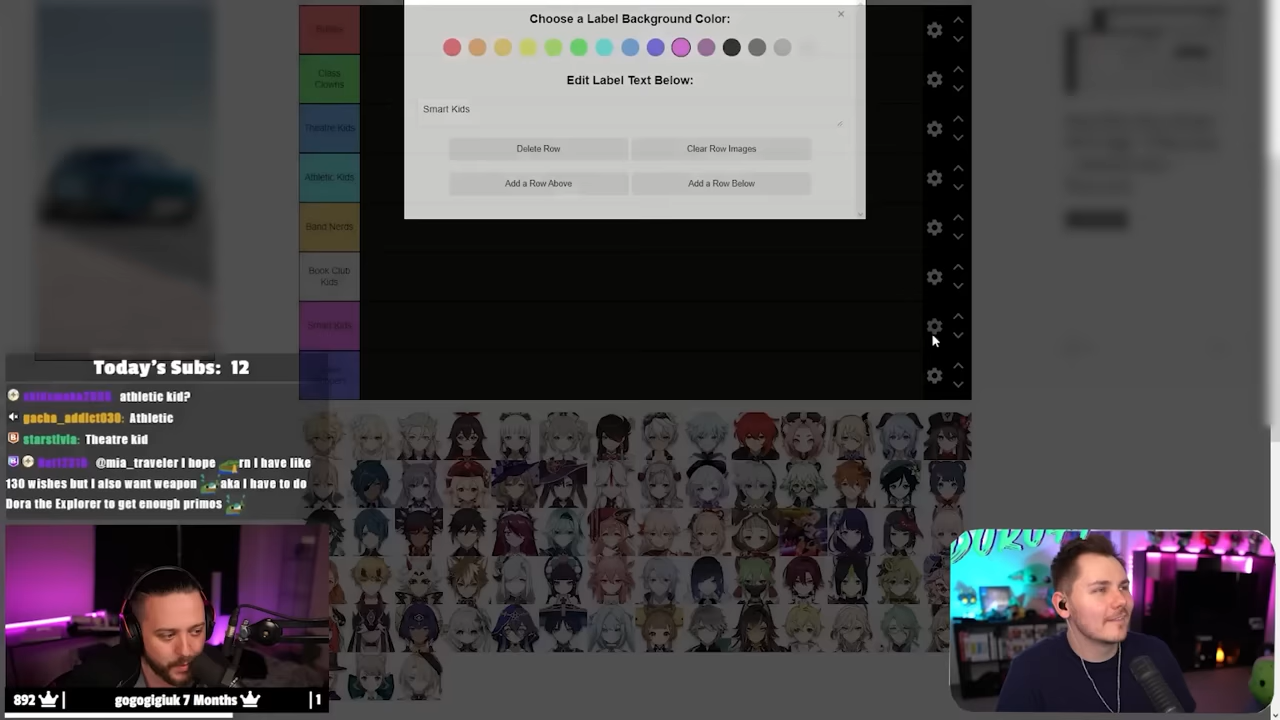 Choose a Label Background Color:
Edit Label Text Below:
Smart Kids
Delete Row
Clear Row Images
Add a Row Above
Add a Row Below
Bullies
Class
Clowns
Theatre Kids
Athletic Kids
Band Nerds
Book Club
Kids
Smart Kids
Today's Subs: 12
athletic kid?
gacha_addict030: Athletic
starstivia: Theatre kid
@mia_traveler I hope rn I have like
130 wishes but I also want weapon aka I have to do
Dora the Explorer to get enough primos
892 | gogogigiuk 7 Months | 1